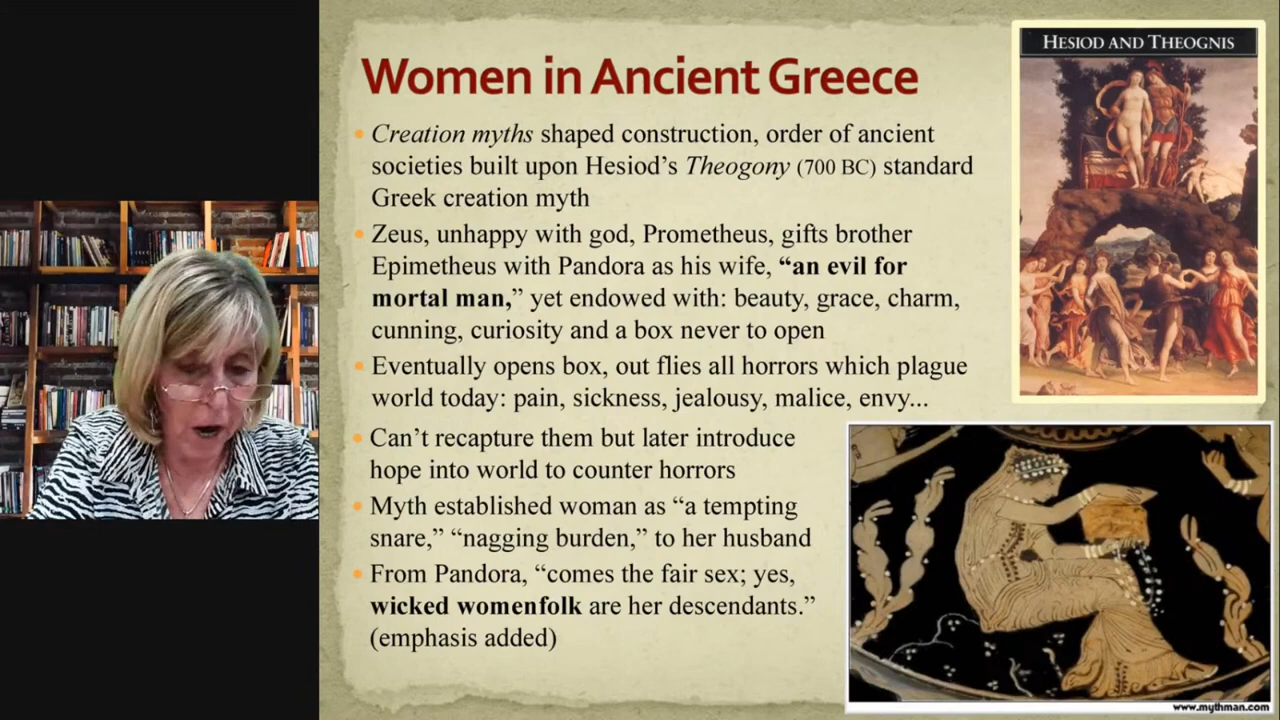 Women in Ancient Greece
Creation myths shaped construction, order of ancient
societies built upon Hesiod's Theogony (700 BC) standard
Greek creation myth
Zeus, unhappy with god, Prometheus, gifts brother
Epimetheus with Pandora as his wife, “an evil for
mortal man,” yet endowed with: beauty, grace, charm,
cunning, curiosity and a box never to open
Eventually opens box, out flies all horrors which plague
world today: pain, sickness, jealousy, malice, envy...
Can’t recapture them but later introduce
hope into world to counter horrors
Myth established woman as “a tempting
snare,” “nagging burden,” to her husband
From Pandora, “comes the fair sex; yes,
wicked womenfolk are her descendants.”
(emphasis added)
HESIOD AND THEOGNIS
www.mythman.com